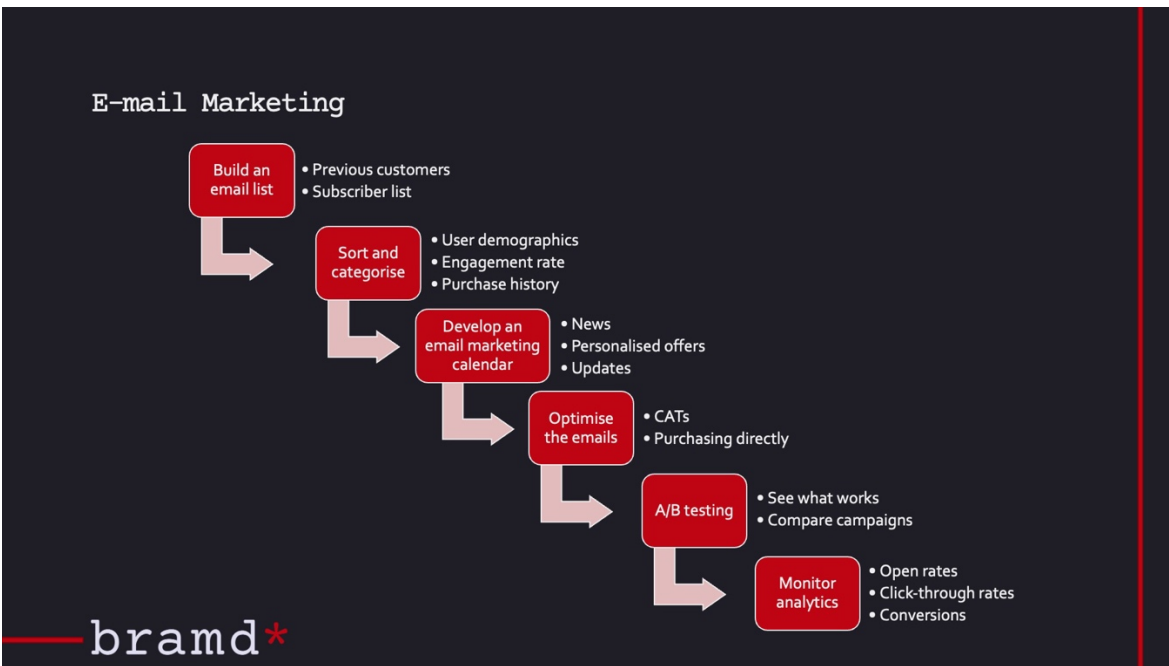 E-mail Marketing
Build an
email list
• Previous customers
• Subscriber list
Sort and
categorise
• User demographics
• Engagement rate
• Purchase history
Develop an
email marketing
calendar
• News
• Personalised offers
• Updates
Optimise
the emails
• CATs
• Purchasing directly
A/B testing
• See what works
• Compare campaigns
Monitor
analytics
• Open rates
• Click-through rates
• Conversions
bramd*